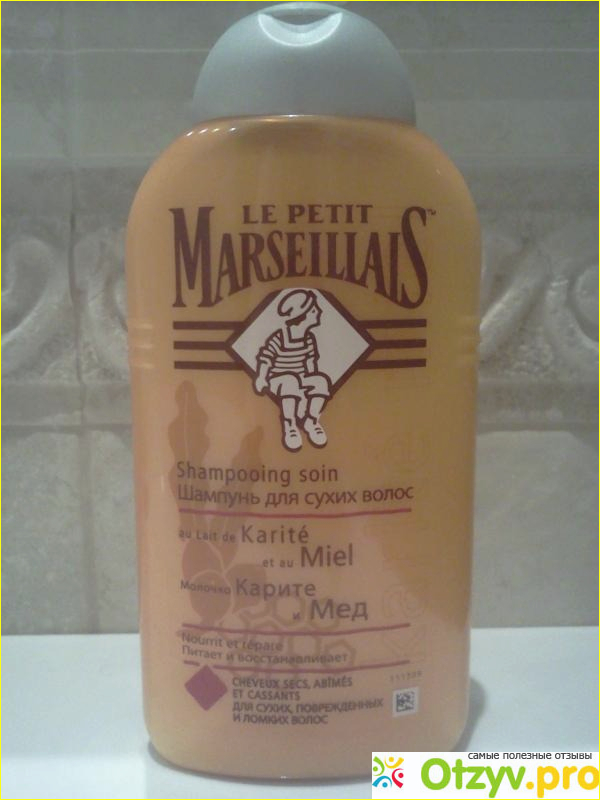 LE PETIT
MARSEILLAIS™
Shampooing soin
Шампунь для сухих волос
au Lait de Karité
et au Miel
Молочко Карите
и Мед
Nourrit et répare
Питает и восстанавливает
CHEVEUX SECS, ABÎMÉS
ET CASSANTS
ДЛЯ СУХИХ, ПОВРЕЖДЕННЫХ
И ЛОМКИХ ВОЛОС
самые полезные отзывы
Otzyv.pro